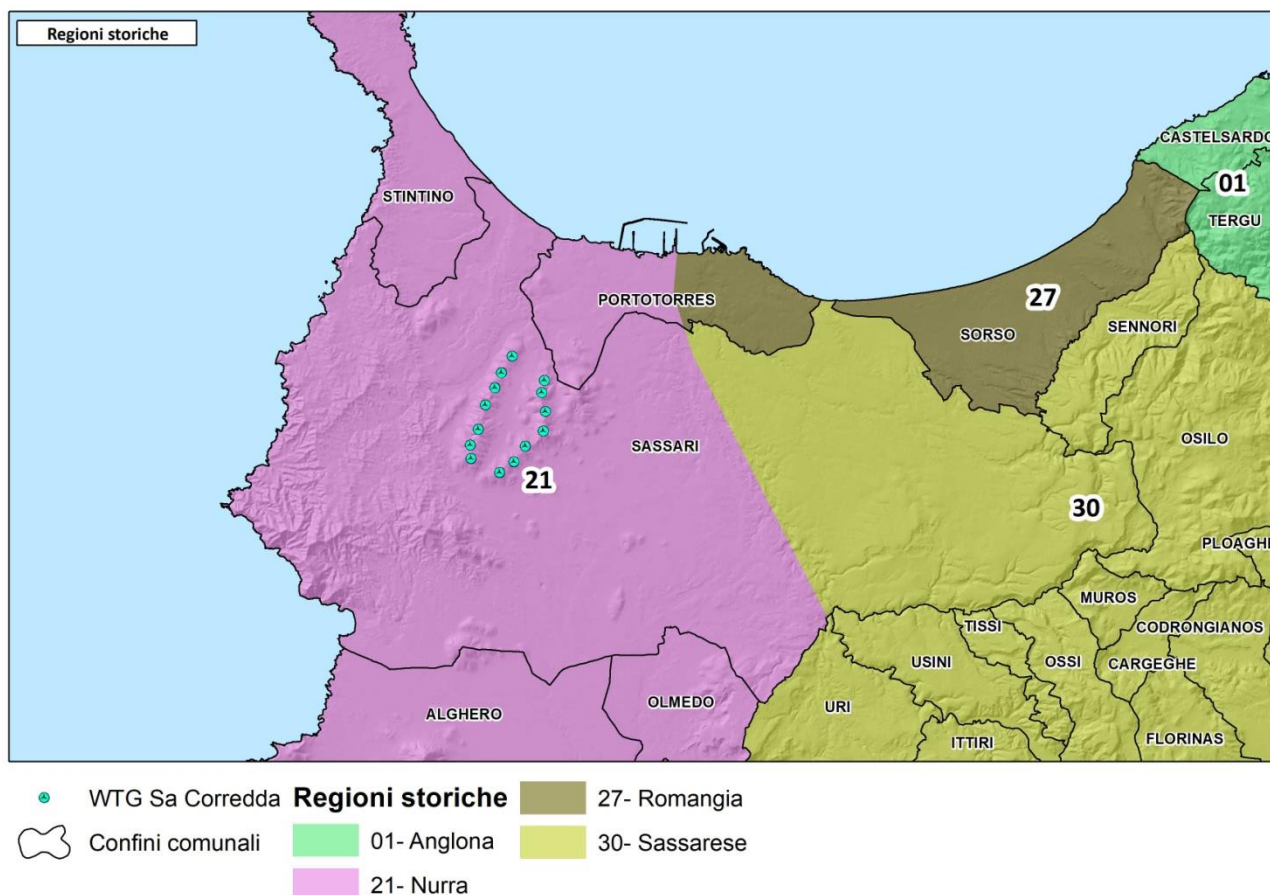 Regioni storiche
CASTELSARDO
01
TERGU
STINTINO
27
PORTOTORRES
SORSO
SENNORI
SASSARI
OSILO
21
30
PLOAGHE
MUROS
TISSI
CODRONGIANOS
USINI
OSSI
CARGEGHE
OLMEDO
URI
ALGHERO
ITTIRI
FLORINAS
WTG Sa Corredda
Regioni storiche
27- Romangia
Confini comunali
01- Anglona
30- Sassarese
21- Nurra